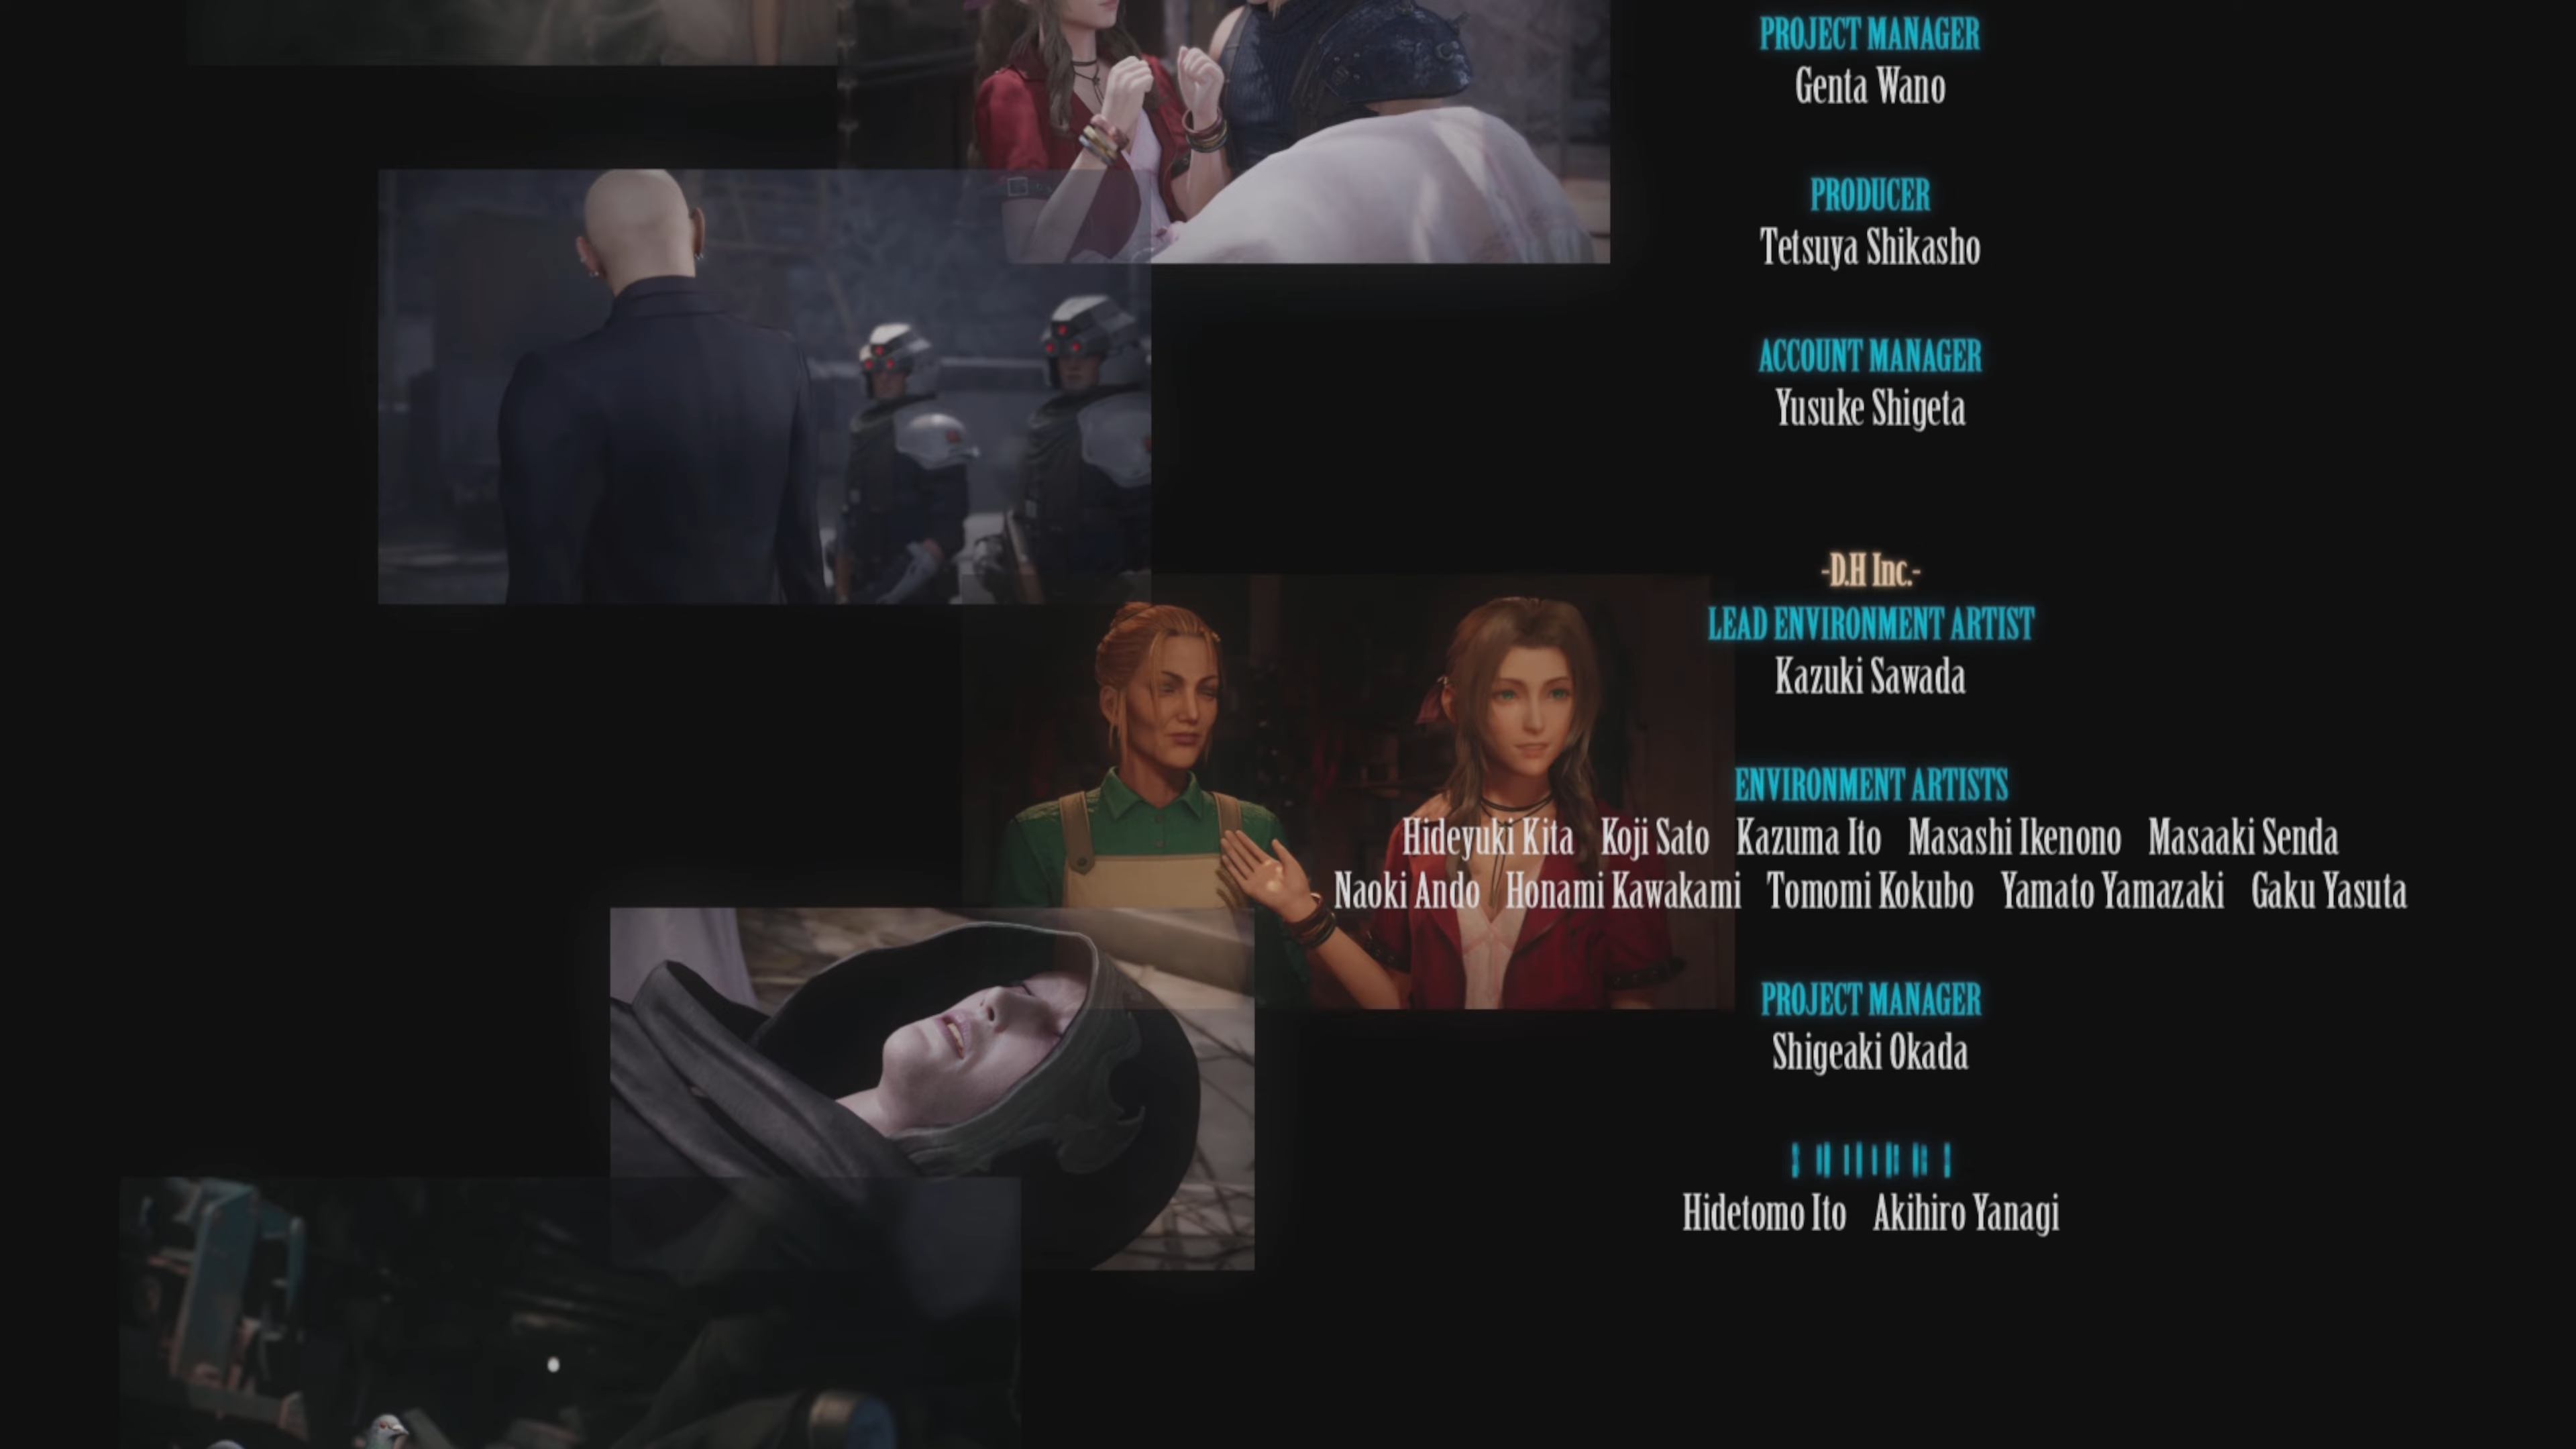 PROJECT MANAGER
Genta Wano
PRODUCER
Tetsuya Shikasho
ACCOUNT MANAGER
Yusuke Shigeta
-D.H Inc.-
LEAD ENVIRONMENT ARTIST
Kazuki Sawada
ENVIRONMENT ARTISTS
Hideyuki Kita Koji Sato Kazuma Ito Masashi Ikenono Masaaki Senda
Naoki Ando Honami Kawakami Tomomi Kokubo Yamato Yamazaki Gaku Yasuta
PROJECT MANAGER
Shigeaki Okada
Hidetomo Ito Akihiro Yanagi